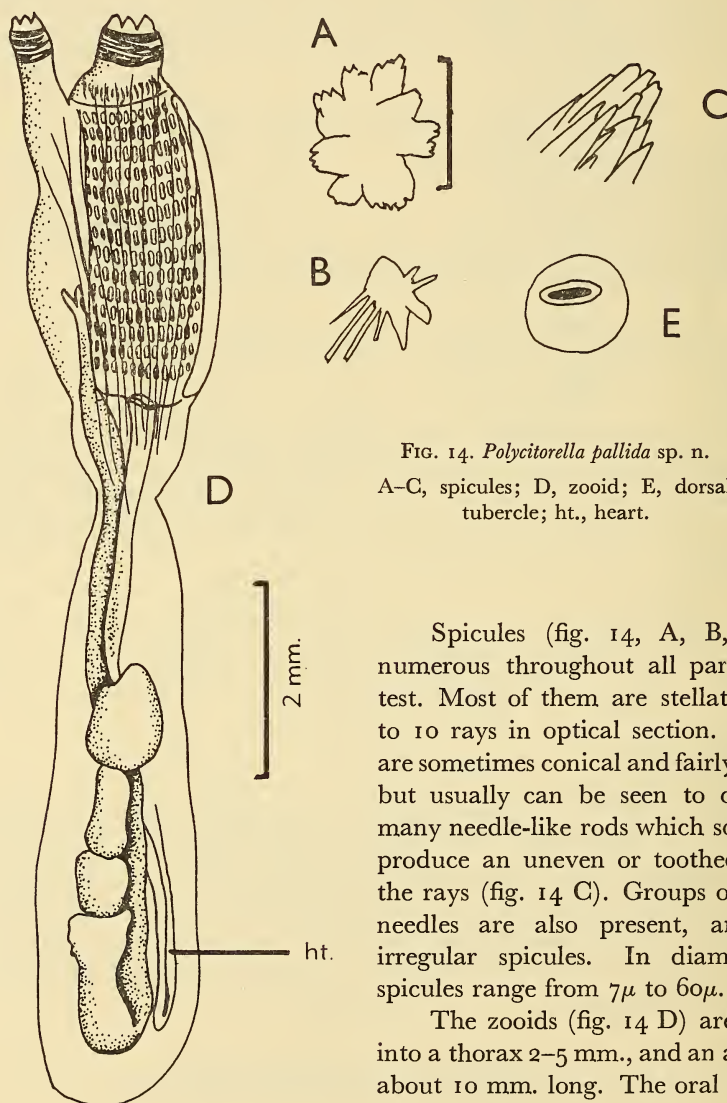 A
C
B
E
D
2 mm.
ht.
FIG. 14. Polycitorella pallida sp. n.
A–C, spicules; D, zooid; E, dorsal
tubercle; ht., heart.
Spicules (fig. 14, A, B,
numerous throughout all par
test. Most of them are stellat
to 10 rays in optical section.
are sometimes conical and fairly
but usually can be seen to c
many needle-like rods which so
produce an uneven or toothed
the rays (fig. 14 C). Groups o
needles are also present, an
irregular spicules. In diam
spicules range from 7μ to 60μ.
The zooids (fig. 14 D) are
into a thorax 2–5 mm., and an a
about 10 mm. long. The oral